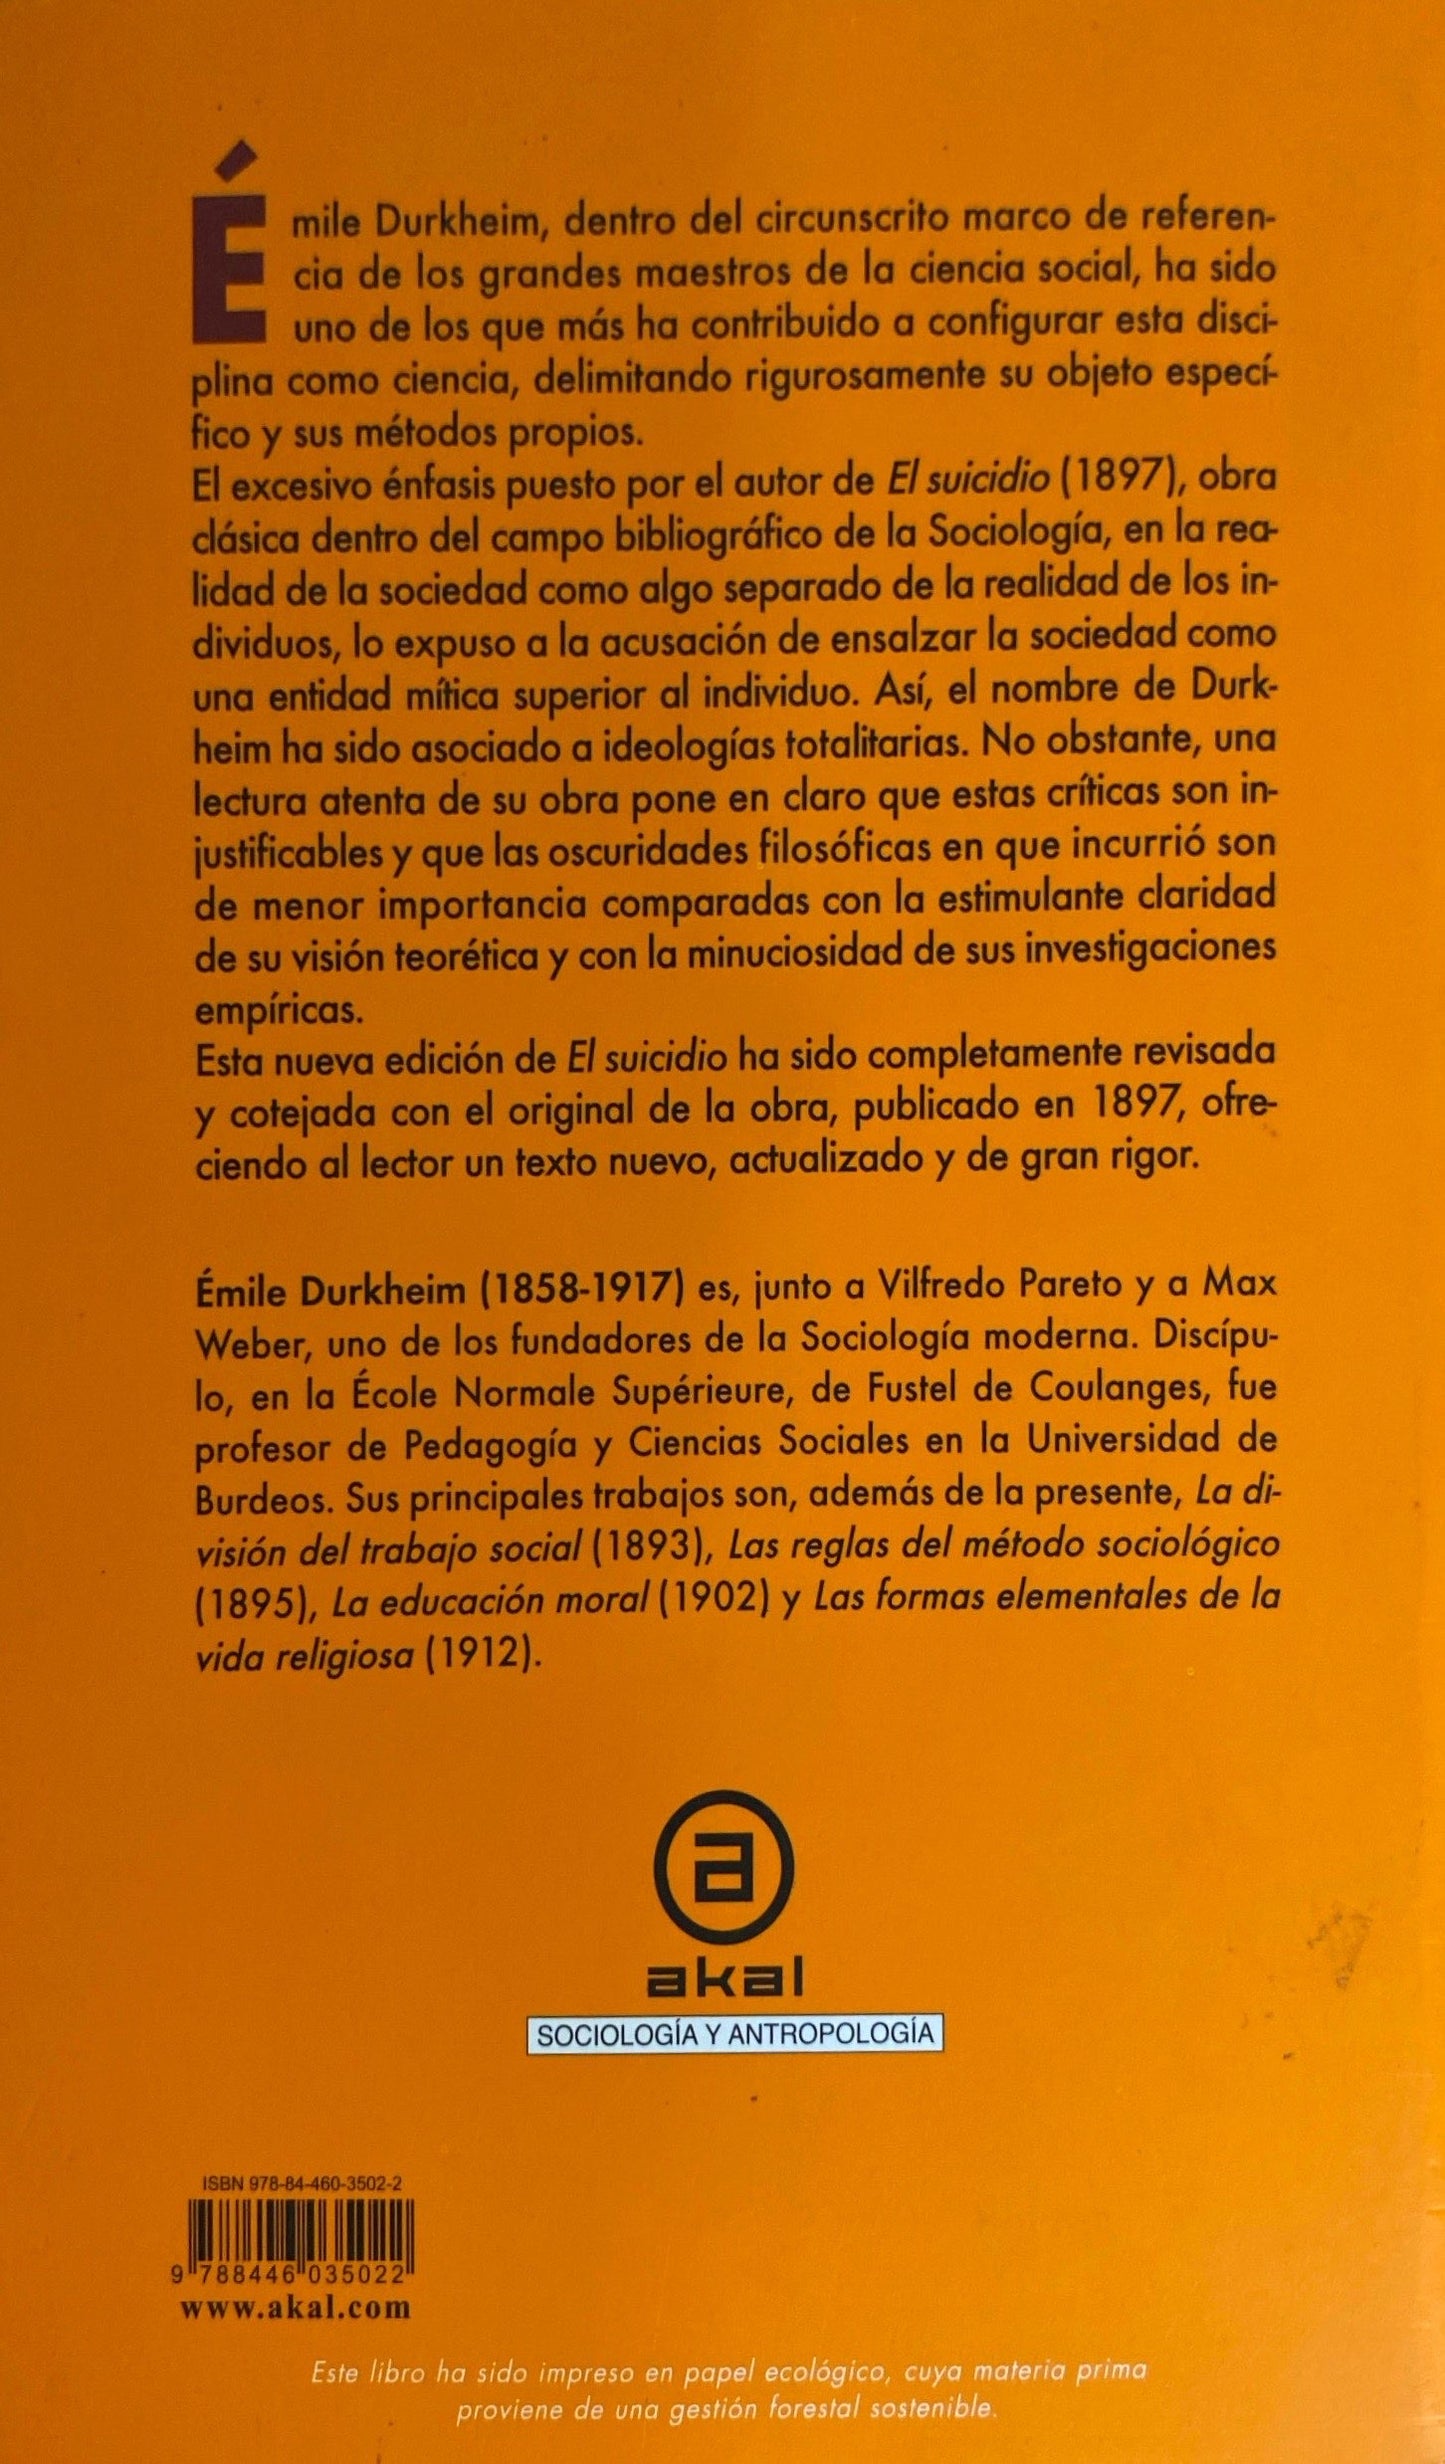 Émile Durkheim, dentro del circunscrito marco de referen-
cia de los grandes maestros de la ciencia social, ha sido
uno de los que más ha contribuido a configurar esta disci-
plina como ciencia, delimitando rigurosamente su objeto especí-
fico y sus métodos propios.
El excesivo énfasis puesto por el autor de El suicidio (1897), obra
clásica dentro del campo bibliográfico de la Sociología, en la rea-
lidad de la sociedad como algo separado de la realidad de los in-
dividuos, lo expuso a la acusación de ensalzar la sociedad como
una entidad mítica superior al individuo. Así, el nombre de Durk-
heim ha sido asociado a ideologías totalitarias. No obstante, una
lectura atenta de su obra pone en claro que estas críticas son in-
justificables y que las oscuridades filosóficas en que incurrió son
de menor importancia comparadas con la estimulante claridad
de su visión teorética y con la minuciosidad de sus investigaciones
empíricas.
Esta nueva edición de El suicidio ha sido completamente revisada
y cotejada con el original de la obra, publicado en 1897, ofre-
ciendo al lector un texto nuevo, actualizado y de gran rigor.
Émile Durkheim (1858-1917) es, junto a Vilfredo Pareto y a Max
Weber, uno de los fundadores de la Sociología moderna. Discípu-
lo, en la École Normale Supérieure, de Fustel de Coulanges, fue
profesor de Pedagogía y Ciencias Sociales en la Universidad de
Burdeos. Sus principales trabajos son, además de la presente, La di-
visión del trabajo social (1893), Las reglas del método sociológico
(1895), La educación moral (1902) y Las formas elementales de la
vida religiosa (1912).
a
akal
SOCIOLOGÍA Y ANTROPOLOGÍA
ISBN 978-84-460-3502-2
9 788446 035022
www.akal.com
Este libro ha sido impreso en papel ecológico, cuya materia prima
proviene de una gestión forestal sostenible.